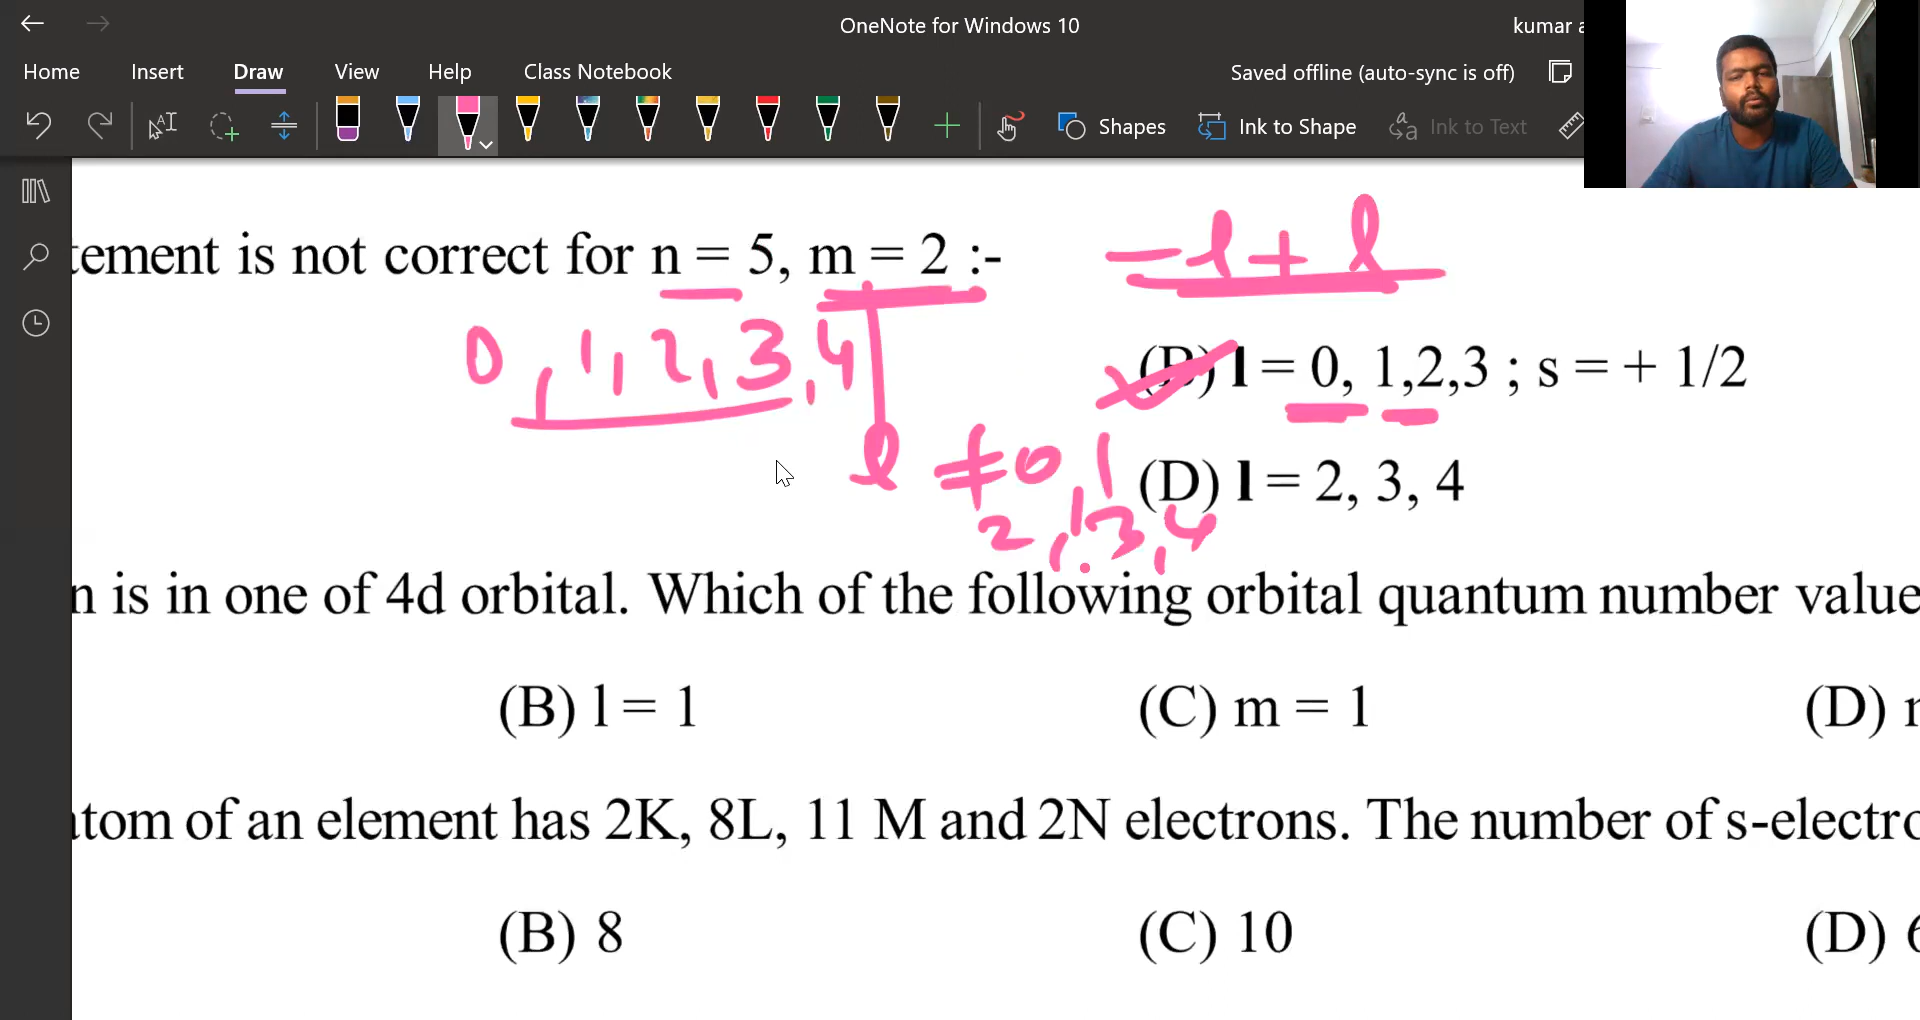 OneNote for Windows 10
kumar a
Home Insert Draw View Help Class Notebook
Saved offline (auto-sync is off)
Shapes Ink to Shape Ink to Text
tement is not correct for n = 5, m = 2 :-
-l + l
0, 1, 2, 3, 4
(B) l = 0, 1,2,3 ; s = + 1/2
l ≠ 0, 1
(D) l = 2, 3, 4
2, 3, 4
n is in one of 4d orbital. Which of the following orbital quantum number value
(B) l = 1
(C) m = 1
(D)
atom of an element has 2K, 8L, 11 M and 2N electrons. The number of s-electro
(B) 8
(C) 10
(D) 6